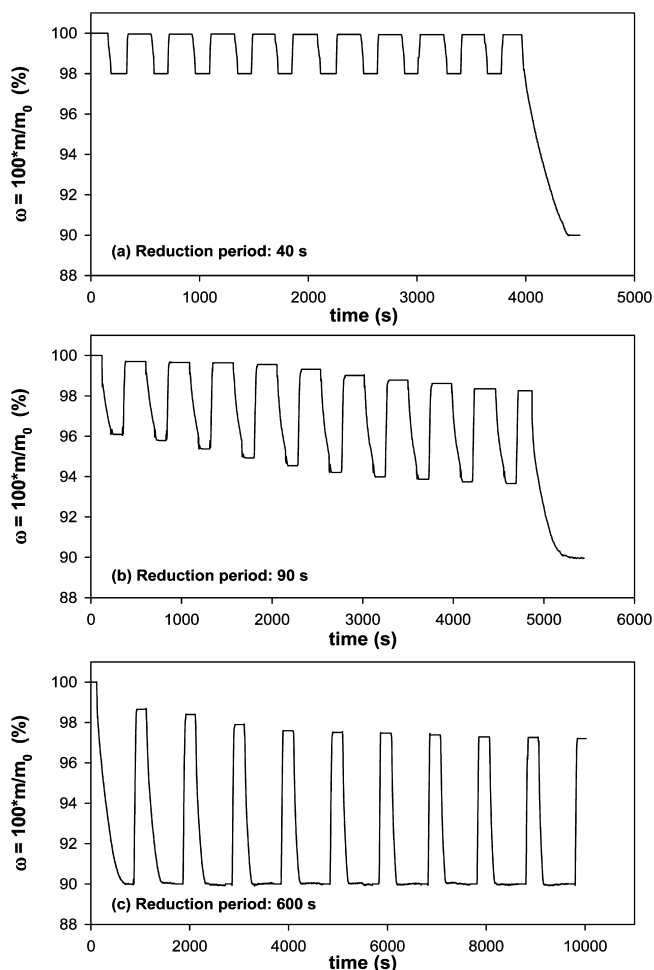 100
98
96
94
92
90
88
ω = 100*m/m0 (%)
(a) Reduction period: 40 s
0 1000 2000 3000 4000 5000
time (s)
100
98
96
94
92
90
88
ω = 100*m/m0 (%)
(b) Reduction period: 90 s
0 1000 2000 3000 4000 5000 6000
time (s)
100
98
96
94
92
90
88
ω = 100*m/m0 (%)
(c) Reduction period: 600 s
0 2000 4000 6000 8000 10000
time (s)